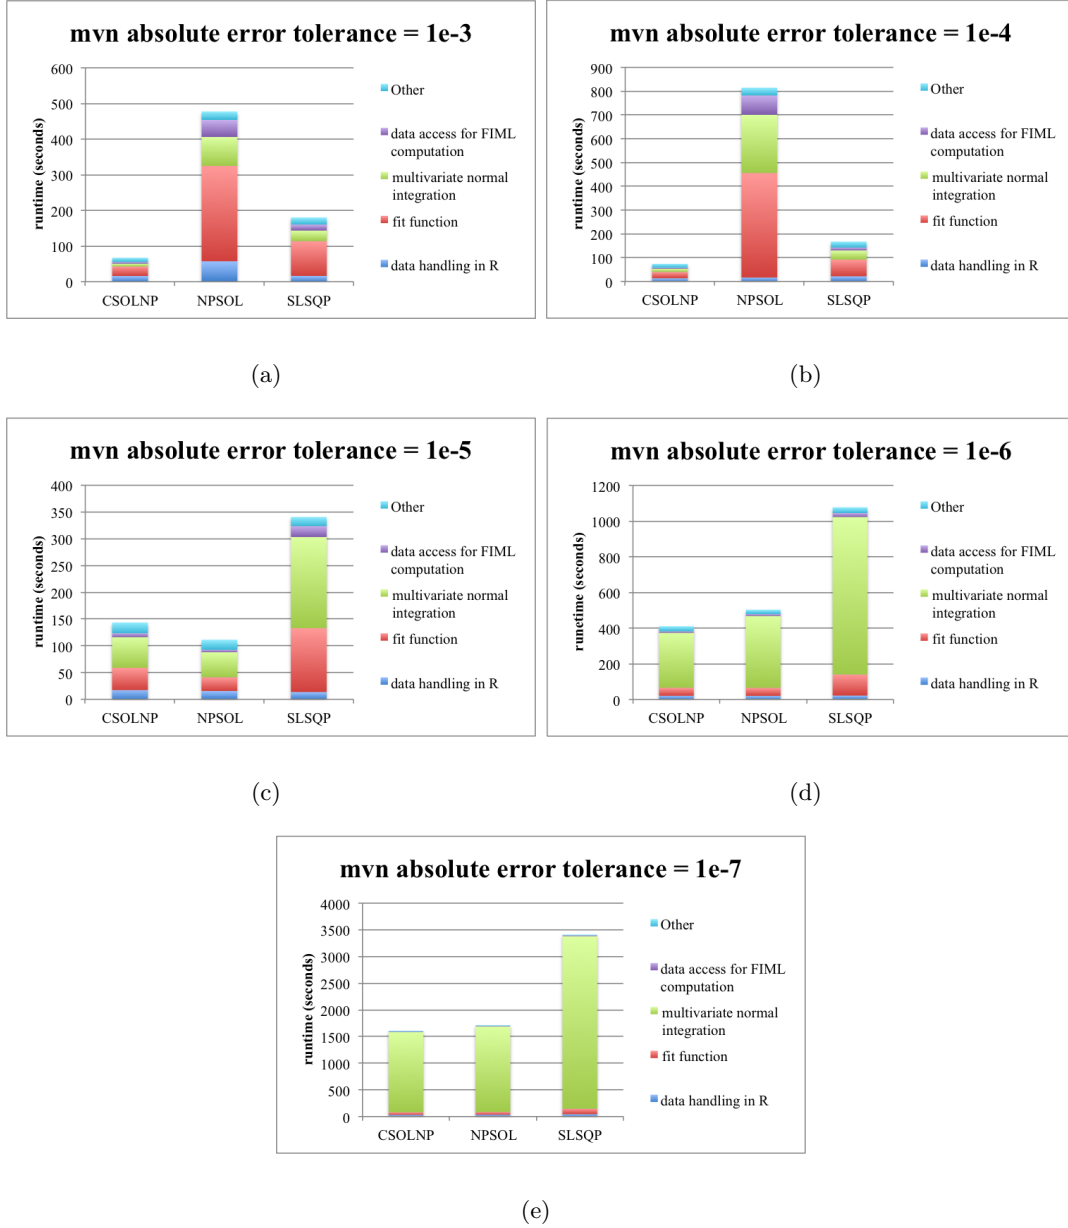 mvn absolute error tolerance = 1e-3
runtime (seconds)
600
500
400
300
200
100
0
CSOLNP
NPSOL
SLSQP
Other
data access for FIML
computation
multivariate normal
integration
fit function
data handling in R
(a)
mvn absolute error tolerance = 1e-4
runtime (seconds)
900
800
700
600
500
400
300
200
100
0
CSOLNP
NPSOL
SLSQP
Other
data access for FIML
computation
multivariate normal
integration
fit function
data handling in R
(b)
mvn absolute error tolerance = 1e-5
runtime (seconds)
400
350
300
250
200
150
100
50
0
CSOLNP
NPSOL
SLSQP
Other
data access for FIML
computation
multivariate normal
integration
fit function
data handling in R
(c)
mvn absolute error tolerance = 1e-6
runctime (seconds)
1200
1000
800
600
400
200
0
CSOLNP
NPSOL
SLSQP
Other
data access for FIML
computation
multivariate normal
integration
fit function
data handling in R
(d)
mvn absolute error tolerance = 1e-7
runtime (seconds)
4000
3500
3000
2500
2000
1500
1000
500
0
CSOLNP
NPSOL
SLSQP
Other
data access for FIML
computation
multivariate normal
integration
fit function
data handling in R
(e)